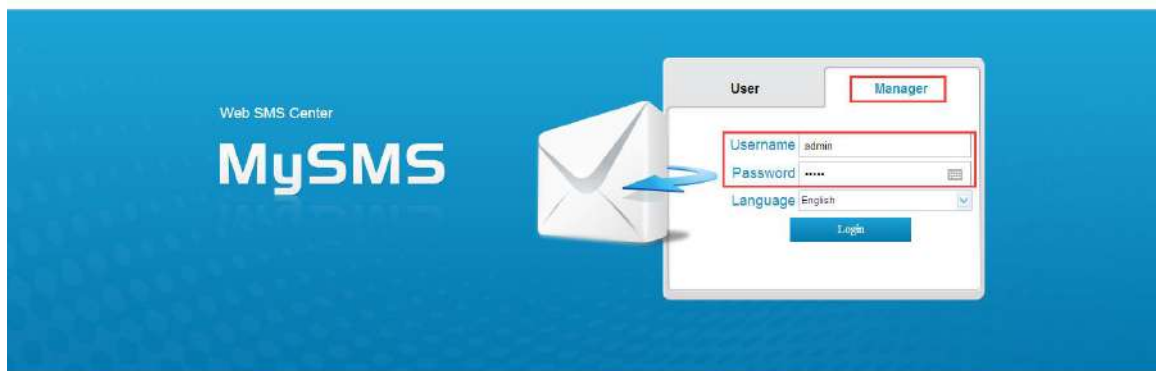 Web SMS Center
MySMS
User
Manager
Username admin
Password •••••
Language English
Login